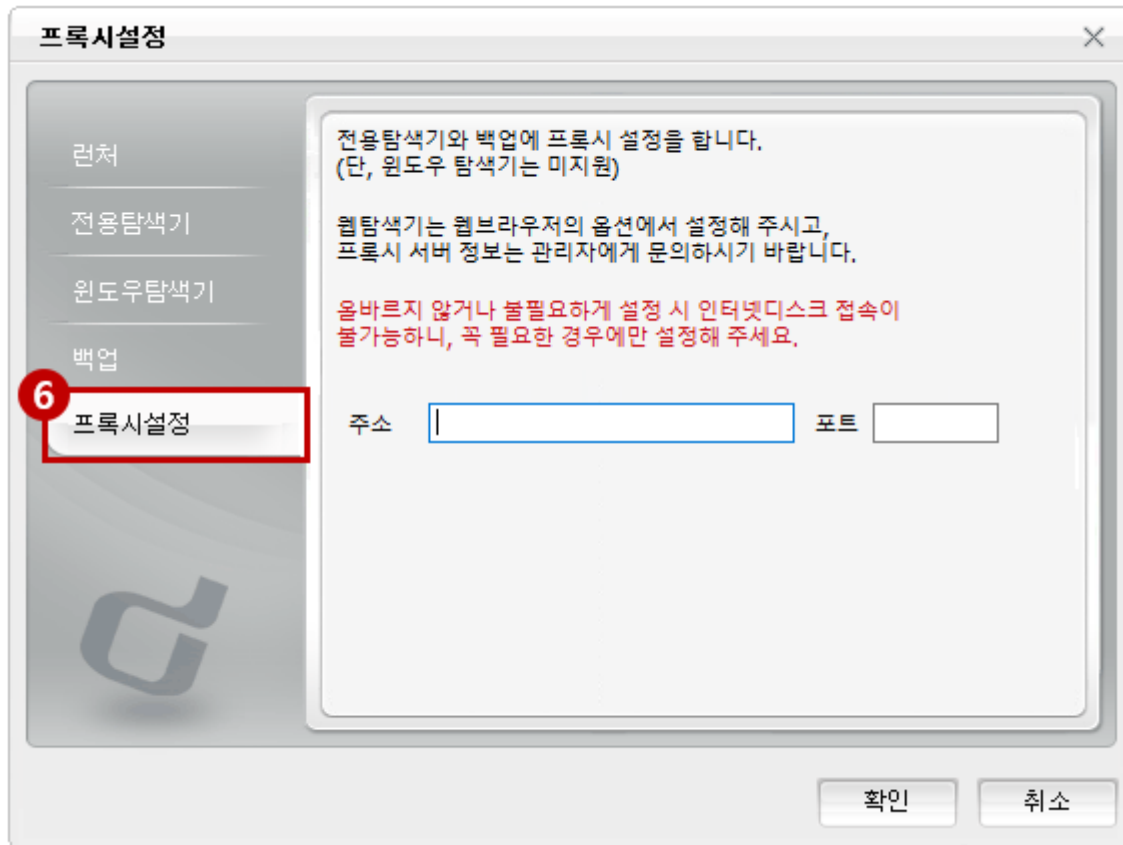 프록시설정
런처
전용탐색기
윈도우탐색기
백업
6
프록시설정
전용탐색기와 백업에 프록시 설정을 합니다.
(단, 윈도우 탐색기는 미지원)
웹탐색기는 웹브라우저의 옵션에서 설정해 주시고,
프록시 서버 정보는 관리자에게 문의하시기 바랍니다.
올바르지 않거나 불필요하게 설정 시 인터넷디스크 접속이
불가능하니, 꼭 필요한 경우에만 설정해 주세요.
주소 포트
확인 취소